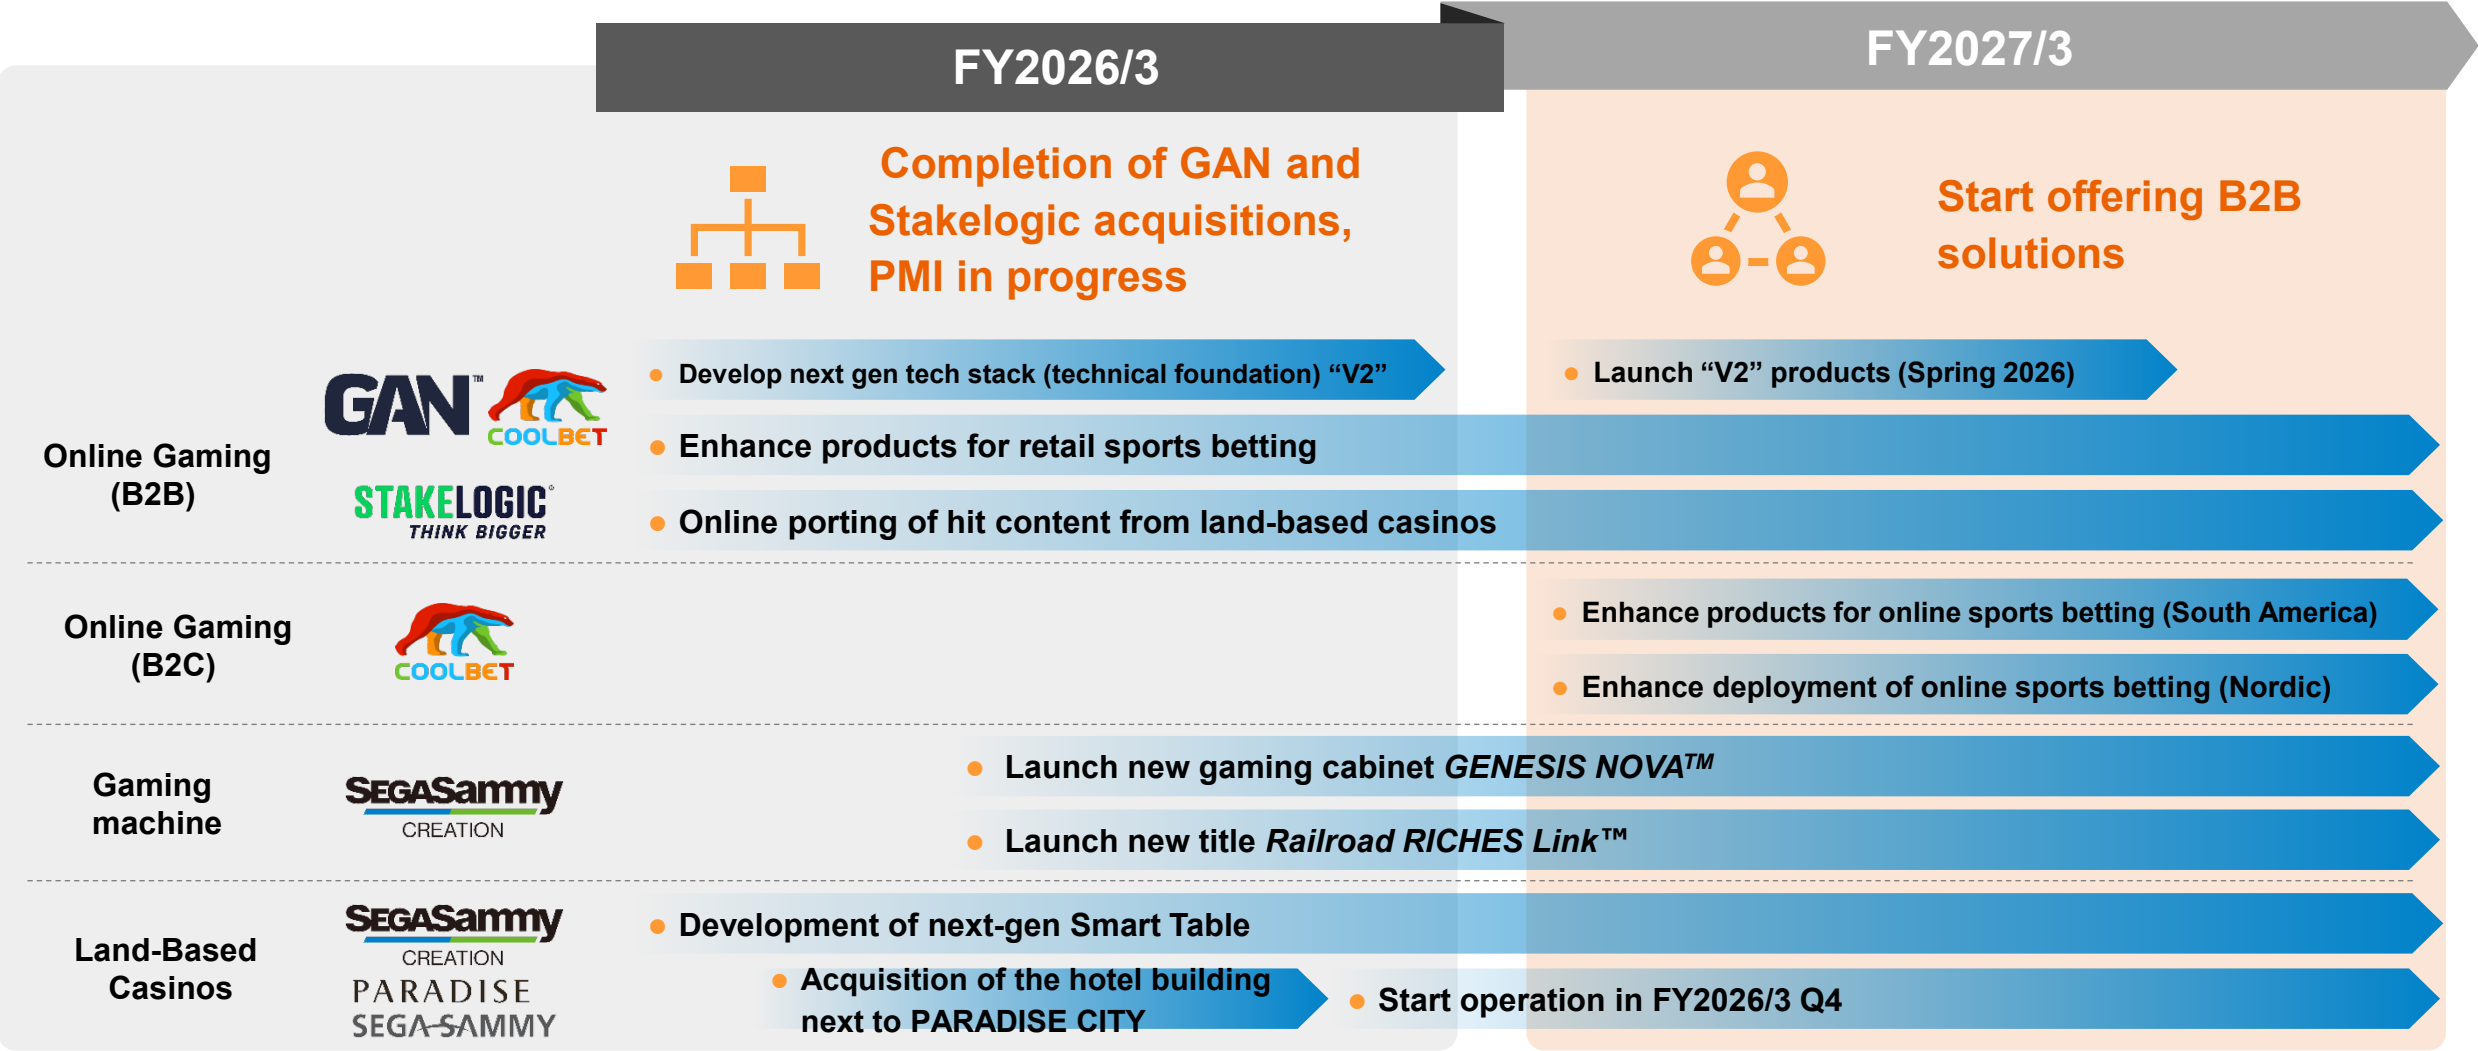 FY2026/3
FY2027/3
Completion of GAN and
Stakelogic acquisitions,
PMI in progress
Start offering B2B
solutions
Online Gaming
(B2B)
GAN™
COOLBET
STAKELOGIC®
THINK BIGGER
• Develop next gen tech stack (technical foundation) “V2”
• Launch “V2” products (Spring 2026)
• Enhance products for retail sports betting
• Online porting of hit content from land-based casinos
Online Gaming
(B2C)
COOLBET
• Enhance products for online sports betting (South America)
• Enhance deployment of online sports betting (Nordic)
Gaming
machine
SEGASammy
CREATION
• Launch new gaming cabinet GENESIS NOVA™
• Launch new title Railroad RICHES Link™
Land-Based
Casinos
SEGASammy
CREATION
PARADISE
SEGA-SAMMY
• Development of next-gen Smart Table
• Acquisition of the hotel building
next to PARADISE CITY
• Start operation in FY2026/3 Q4